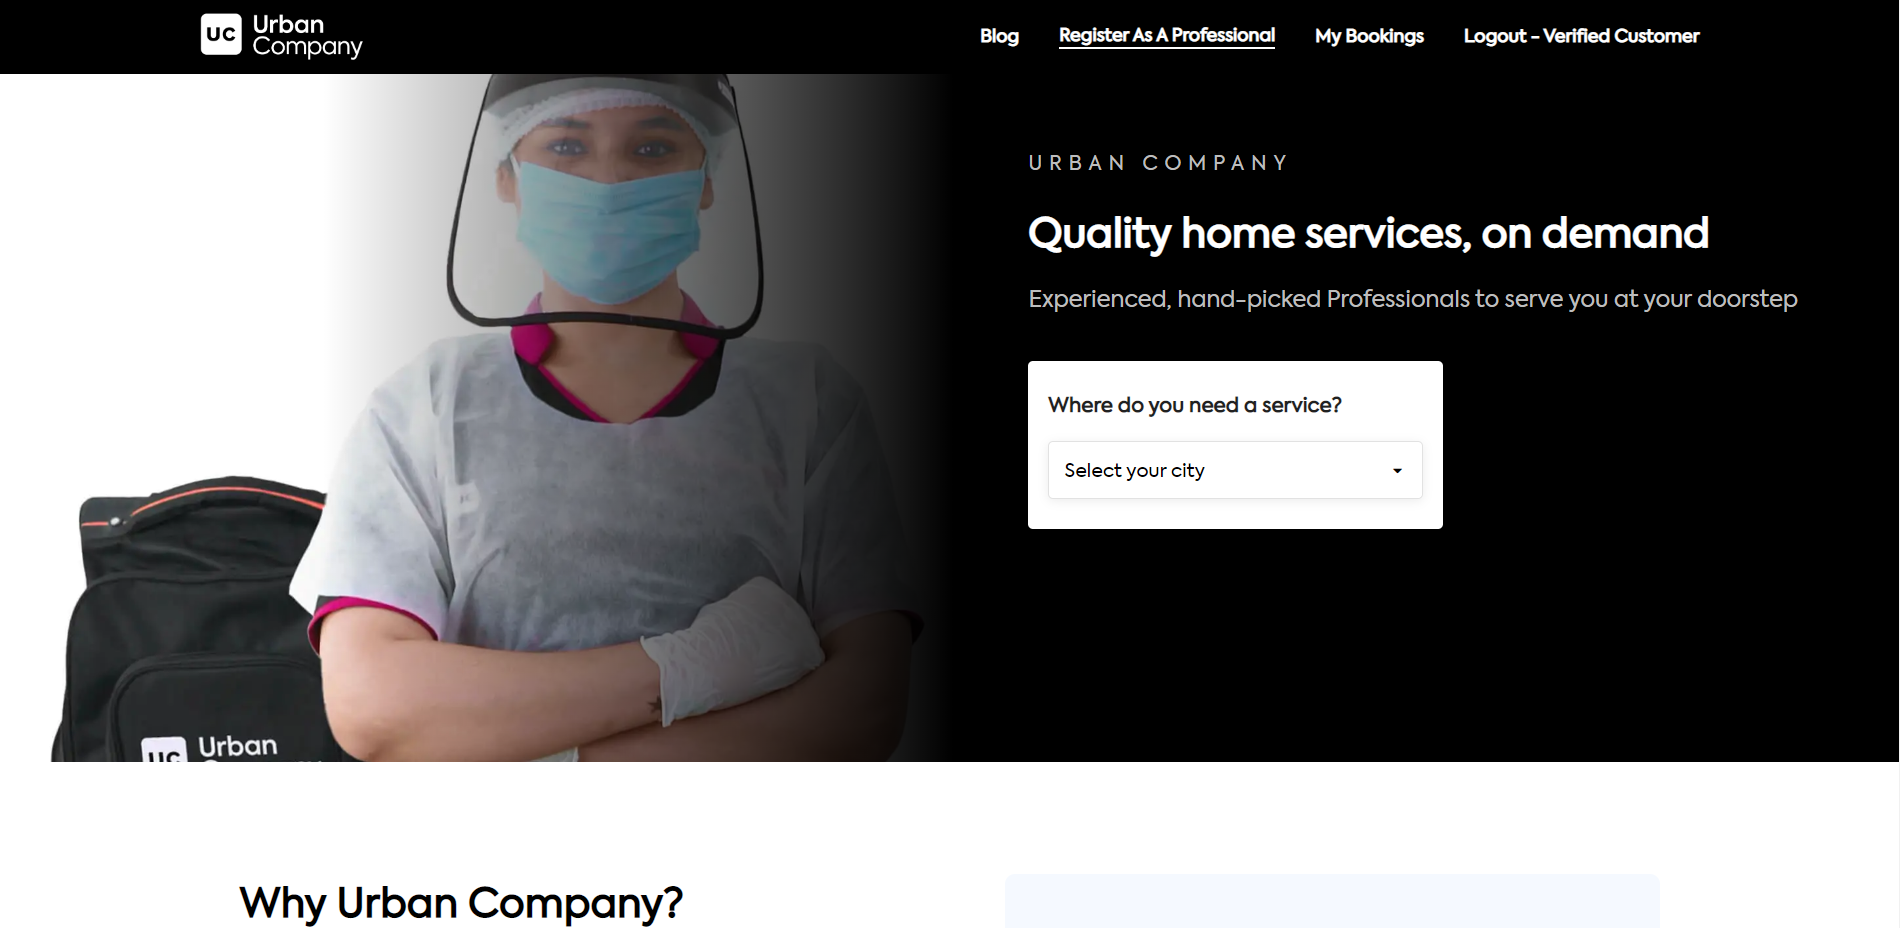 UC Urban
Company
Blog
Register As A Professional
My Bookings
Logout - Verified Customer
URBAN COMPANY
Quality home services, on demand
Experienced, hand-picked Professionals to serve you at your doorstep
Where do you need a service?
Select your city
UC Urban
Why Urban Company?